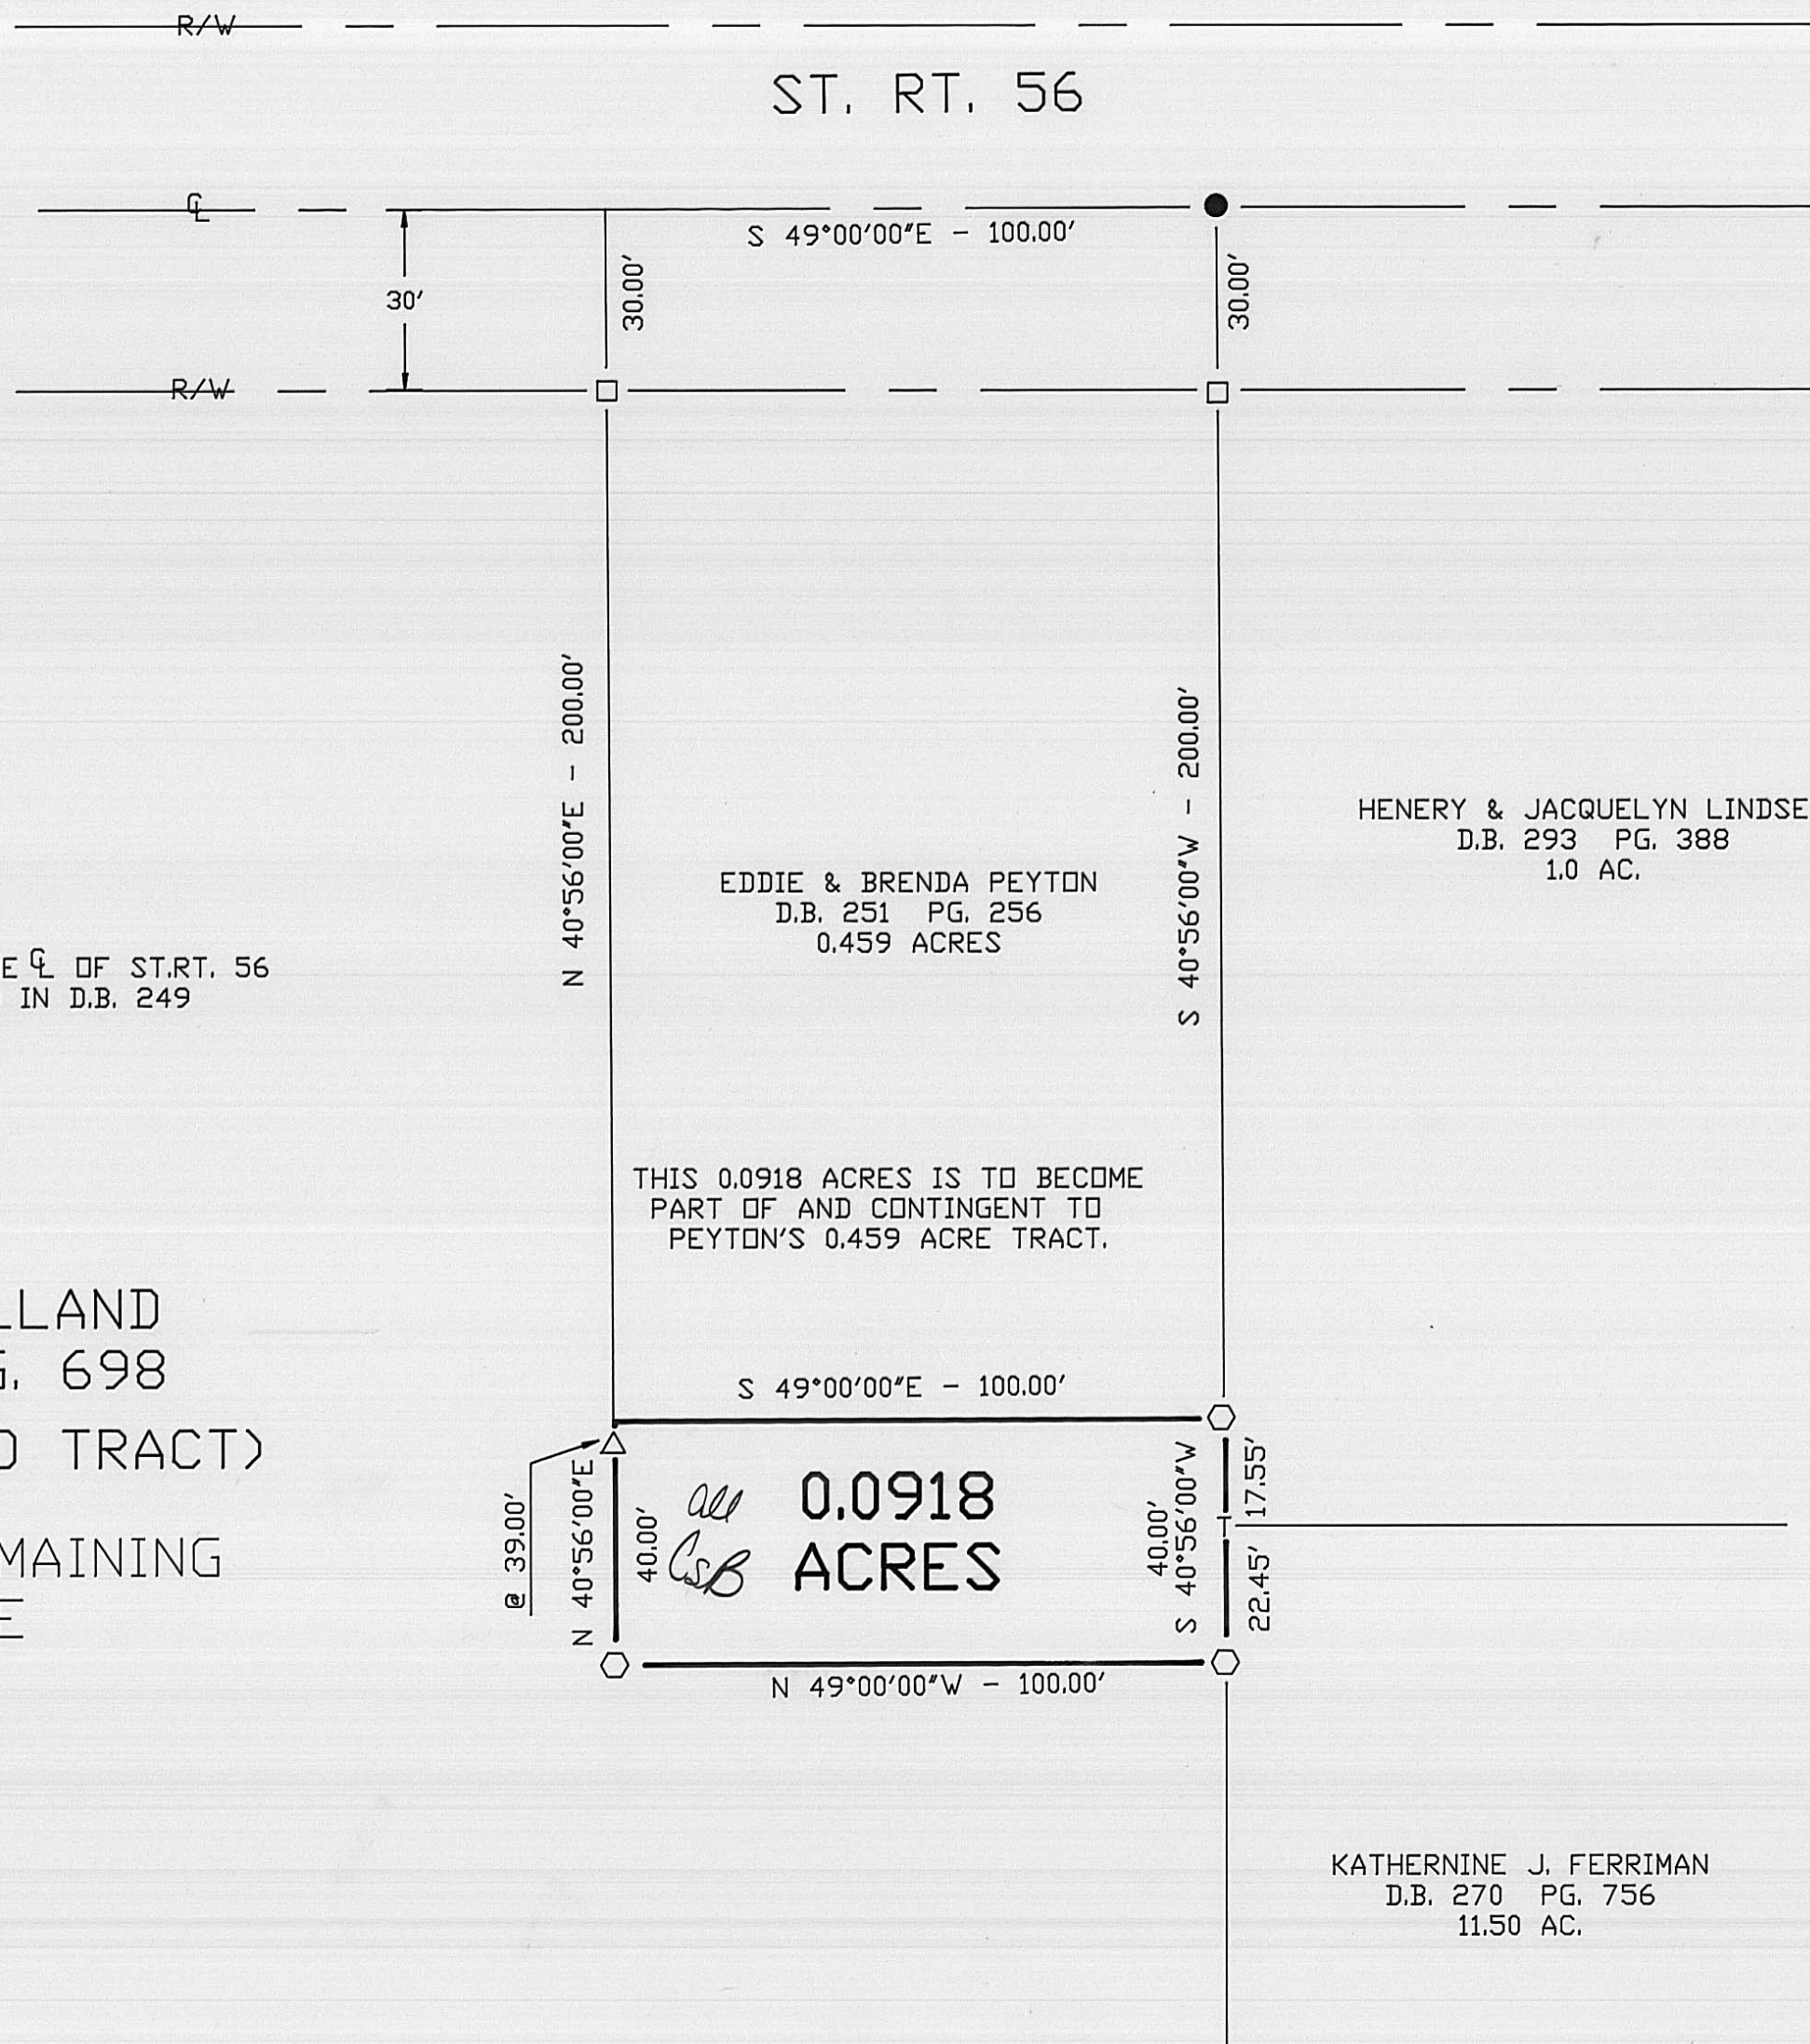 R/W
ST. RT. 56
℄
S 49°00'00"E - 100.00'
30'
30.00'
30.00'
R/W
N 40°56'00"E - 200.00'
S 40°56'00"W - 200.00'
HENERY & JACQUELYN LINDSE
D.B. 293 PG. 388
1.0 AC.
EDDIE & BRENDA PEYTON
D.B. 251 PG. 256
0.459 ACRES
E ℄ OF ST.RT. 56
IN D.B. 249
THIS 0.0918 ACRES IS TO BECOME
PART OF AND CONTINGENT TO
PEYTON'S 0.459 ACRE TRACT.
LLAND
G. 698
D TRACT)
MAINING
E
S 49°00'00"E - 100.00'
@ 39.00'
N 40°56'00"E
40.00'
all
CSB
0.0918
ACRES
40.00'
S 40°56'00"W
17.55'
T
22.45'
N 49°00'00"W - 100.00'
KATHERNINE J. FERRIMAN
D.B. 270 PG. 756
11.50 AC.